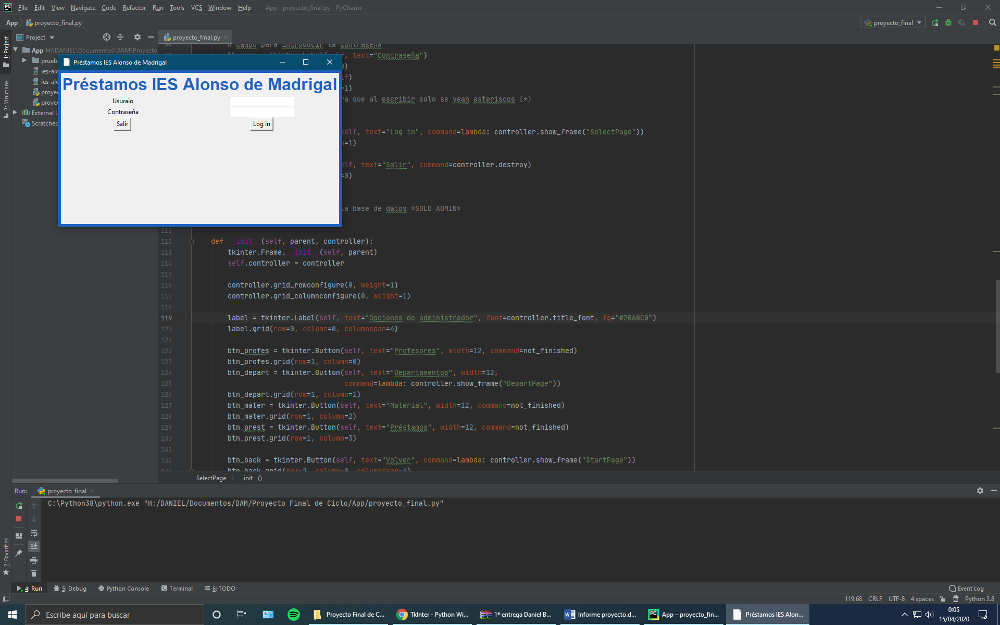 File Edit View Navigate Code Refactor Run Tools VCS Window Help App - proyecto_final.py - PyCharm
App proyecto_final.py proyecto_final
1: Project
Project proyecto_final.py
App H:\DANIEL\Documentos\DAM\Proyecto
prueb
ies-alo
ies-alo
proye
proye
External L
Scratches
7: Structure
2: Favorites
Préstamos IES Alonso de Madrigal
Préstamos IES Alonso de Madrigal
Usuraio
Contraseña
Salir Log in
# Campo para introducir la contraseña
text="Contraseña")
0)
lf)
=1)
ra que al escribir solo se vean asteriscos (*)
self, text="Log in", command=lambda: controller.show_frame("SelectPage"))
n=1)
elf, text="Salir", command=controller.destroy)
=0)
la base de datos *SOLO ADMIN*
111
112 def __init__(self, parent, controller):
113 tkinter.Frame.__init__(self, parent)
114 self.controller = controller
115
116 controller.grid_rowconfigure(0, weight=1)
117 controller.grid_columnconfigure(0, weight=1)
118
119 label = tkinter.Label(self, text="Opciones de administrador", font=controller.title_font, fg="#2060C0")
120 label.grid(row=0, column=0, columnspan=4)
121
122 btn_profes = tkinter.Button(self, text="Profesores", width=12, command=not_finished)
123 btn_profes.grid(row=1, column=0)
124 btn_depart = tkinter.Button(self, text="Departamentos", width=12,
125 command=lambda: controller.show_frame("DepartPage"))
126 btn_depart.grid(row=1, column=1)
127 btn_mater = tkinter.Button(self, text="Material", width=12, command=not_finished)
128 btn_mater.grid(row=1, column=2)
129 btn_prest = tkinter.Button(self, text="Préstamos", width=12, command=not_finished)
130 btn_prest.grid(row=1, column=3)
131
132 btn_back = tkinter.Button(self, text="Volver", command=lambda: controller.show_frame("StartPage"))
133 btn_back.grid(row=2, column=0, columnspan=4)
SelectPage __init__()
Run: proyecto_final
C:\Python38\python.exe "H:/DANIEL/Documentos/DAM/Proyecto Final de Ciclo/App/proyecto_final.py"
4: Run 5: Debug Python Console Terminal 6: TODO Event Log
119:68 CRLF UTF-8 4 spaces Python 3.8
Escribe aquí para buscar Proyecto Final de C... TkInter - Python Wi... 1ª entrega Daniel B... Informe proyecto.d... App – proyecto_fin... Préstamos IES Alon...
0:05
15/04/2020